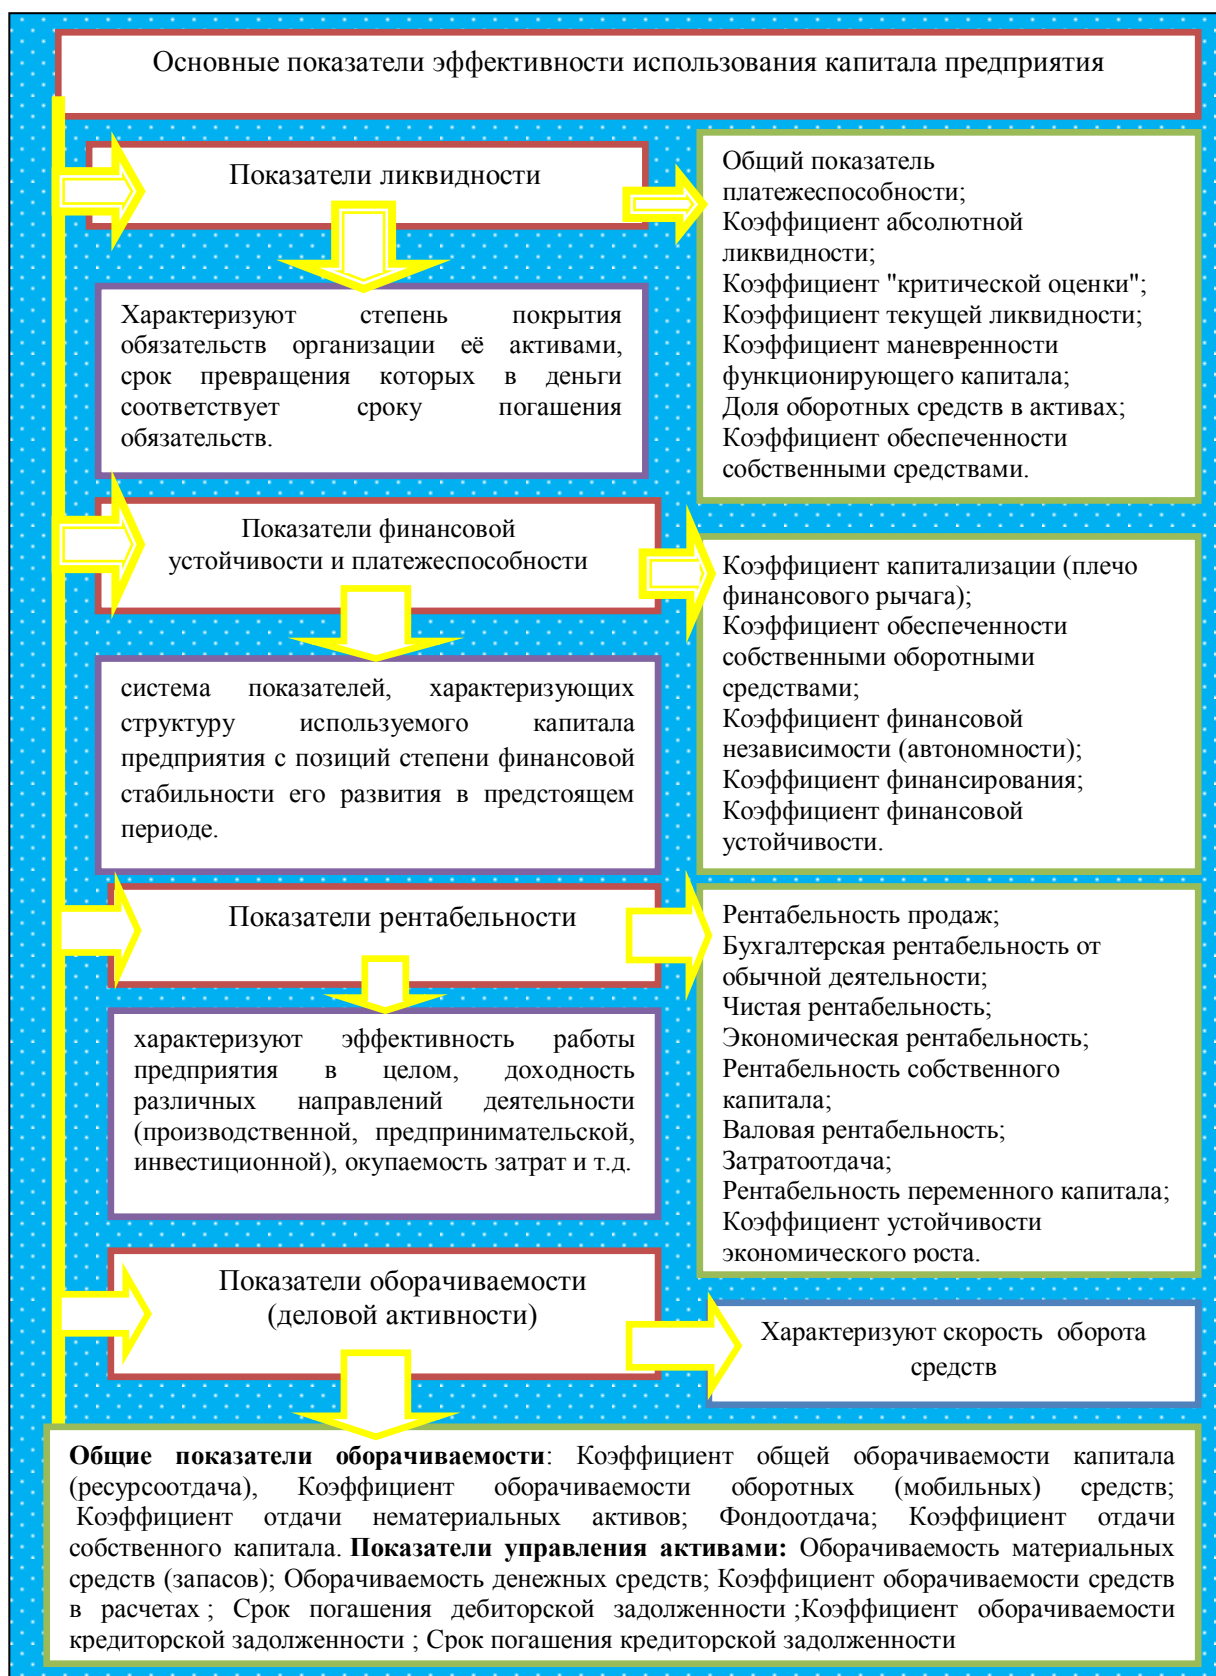 Основные показатели эффективности использования капитала предприятия
Показатели ликвидности
Общий показатель
платежеспособности;
Коэффициент абсолютной
ликвидности;
Коэффициент "критической оценки";
Коэффициент текущей ликвидности;
Коэффициент маневренности
функционирующего капитала;
Доля оборотных средств в активах;
Коэффициент обеспеченности
собственными средствами.
Характеризуют степень покрытия
обязательств организации её активами,
срок превращения которых в деньги
соответствует сроку погашения
обязательств.
Показатели финансовой
устойчивости и платежеспособности
Коэффициент капитализации (плечо
финансового рычага);
Коэффициент обеспеченности
собственными оборотными
средствами;
Коэффициент финансовой
независимости (автономности);
Коэффициент финансирования;
Коэффициент финансовой
устойчивости.
система показателей, характеризующих
структуру используемого капитала
предприятия с позиций степени финансовой
стабильности его развития в предстоящем
периоде.
Показатели рентабельности
Рентабельность продаж;
Бухгалтерская рентабельность от
обычной деятельности;
Чистая рентабельность;
Экономическая рентабельность;
Рентабельность собственного
капитала;
Валовая рентабельность;
Затратоотдача;
Рентабельность переменного капитала;
Коэффициент устойчивости
экономического роста.
характеризуют эффективность работы
предприятия в целом, доходность
различных направлений деятельности
(производственной, предпринимательской,
инвестиционной), окупаемость затрат и т.д.
Показатели оборачиваемости
(деловой активности)
Характеризуют скорость оборота
средств
Общие показатели оборачиваемости: Коэффициент общей оборачиваемости капитала
(ресурсоотдача), Коэффициент оборачиваемости оборотных (мобильных) средств;
Коэффициент отдачи нематериальных активов; Фондоотдача; Коэффициент отдачи
собственного капитала. Показатели управления активами: Оборачиваемость материальных
средств (запасов); Оборачиваемость денежных средств; Коэффициент оборачиваемости средств
в расчетах ; Срок погашения дебиторской задолженности ;Коэффициент оборачиваемости
кредиторской задолженности ; Срок погашения кредиторской задолженности